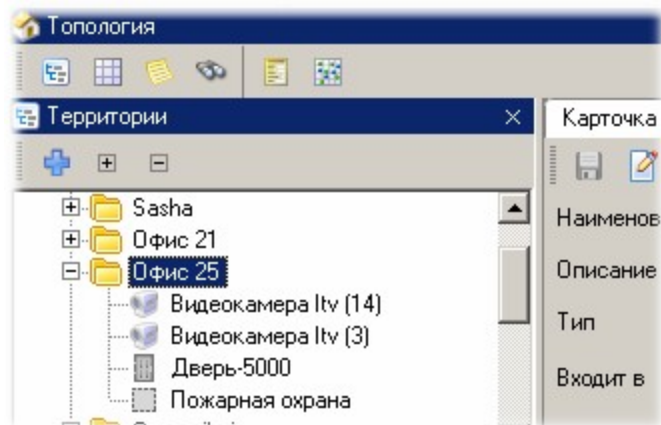 Топология
Территории
Карточка
Sasha
Офис 21
Офис 25
Видеокамера Itv (14)
Видеокамера Itv (3)
Дверь-5000
Пожарная охрана
Наименов
Описание
Тип
Входит в